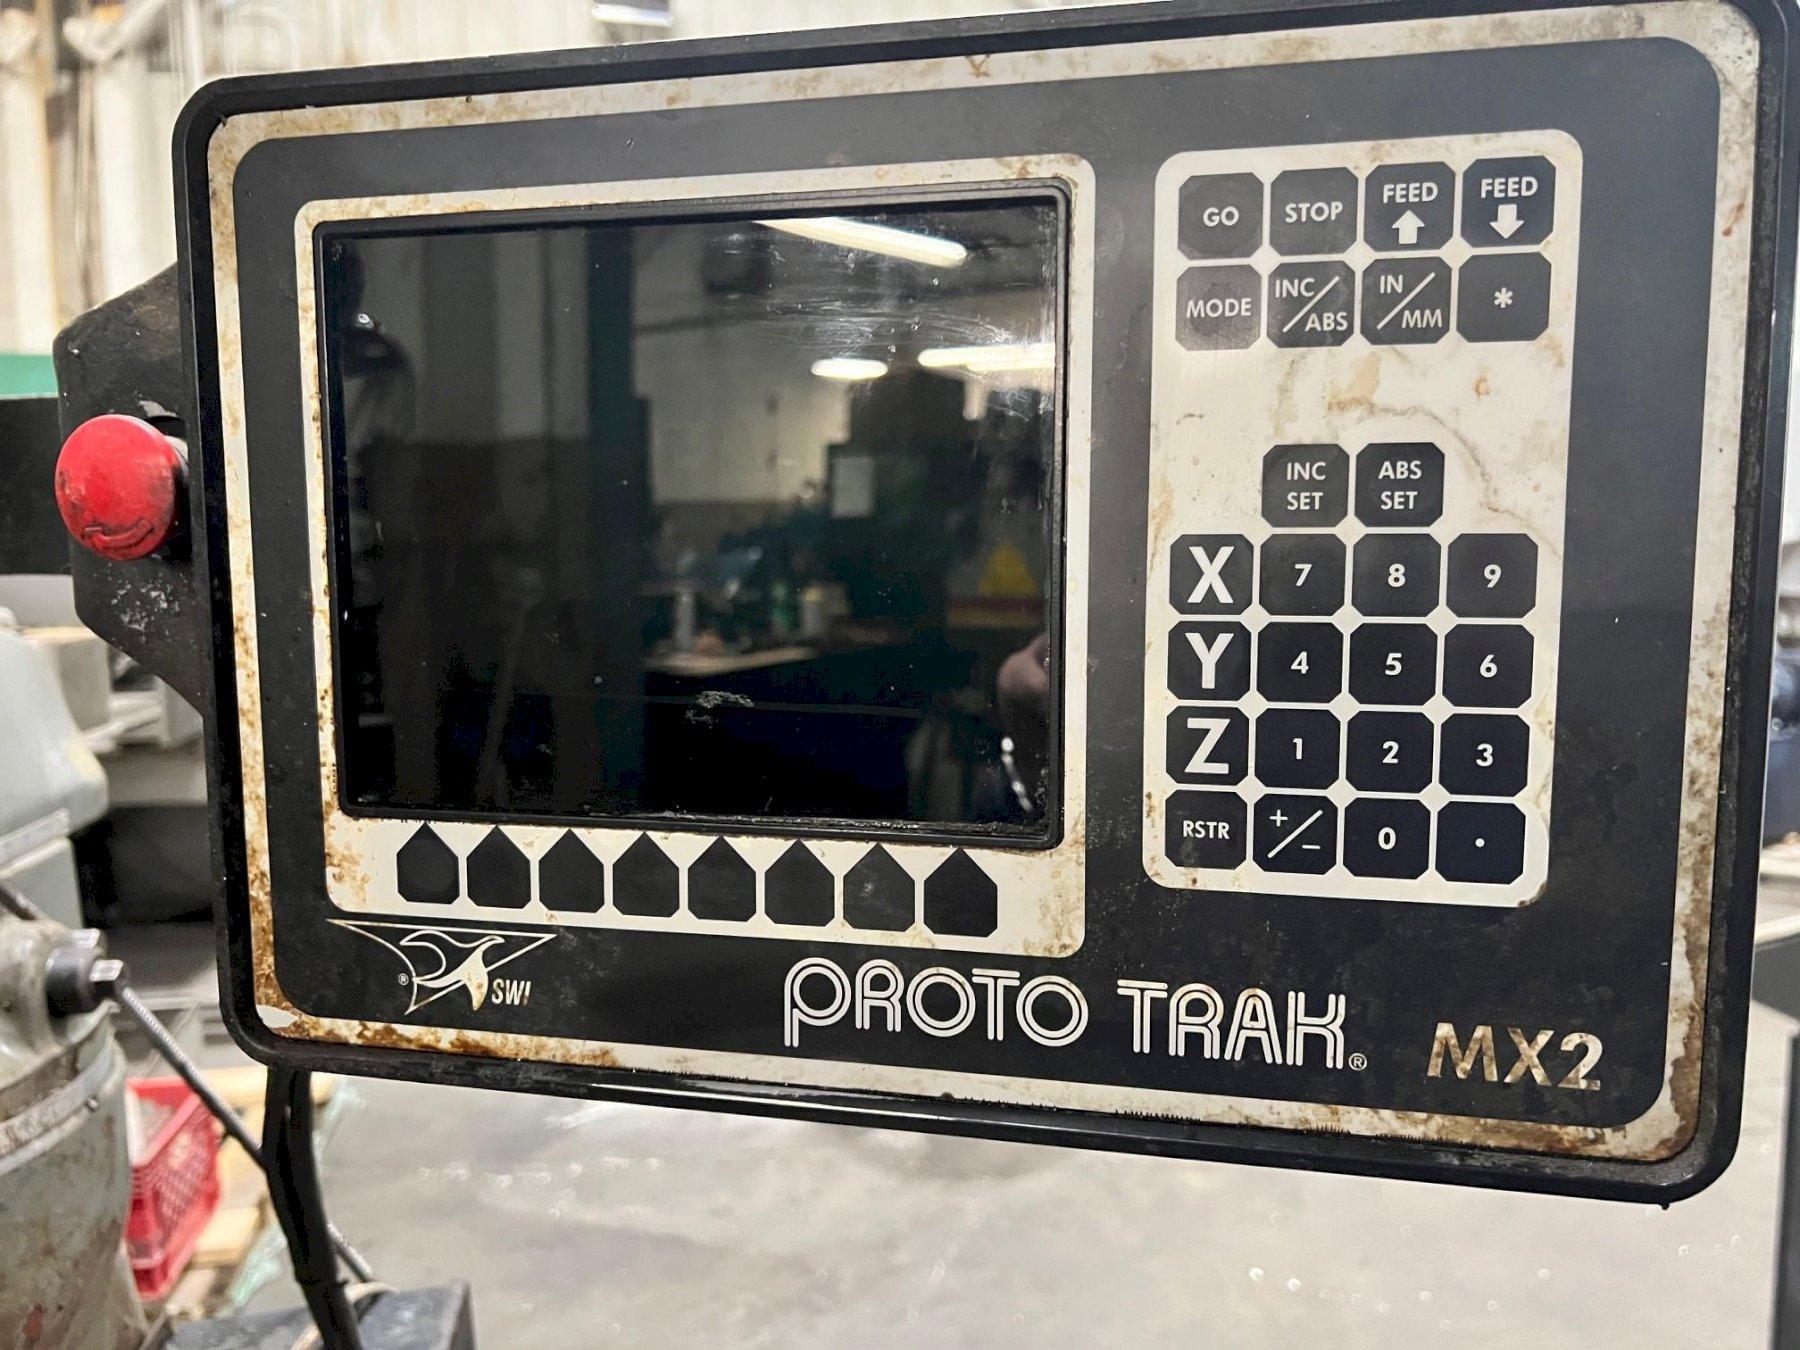 GO STOP FEED FEED
MODE INC/ABS IN/MM *
INC SET ABS SET
X 7 8 9
Y 4 5 6
Z 1 2 3
RSTR +/- 0 .
® SWI
PROTO TRAK® MX2